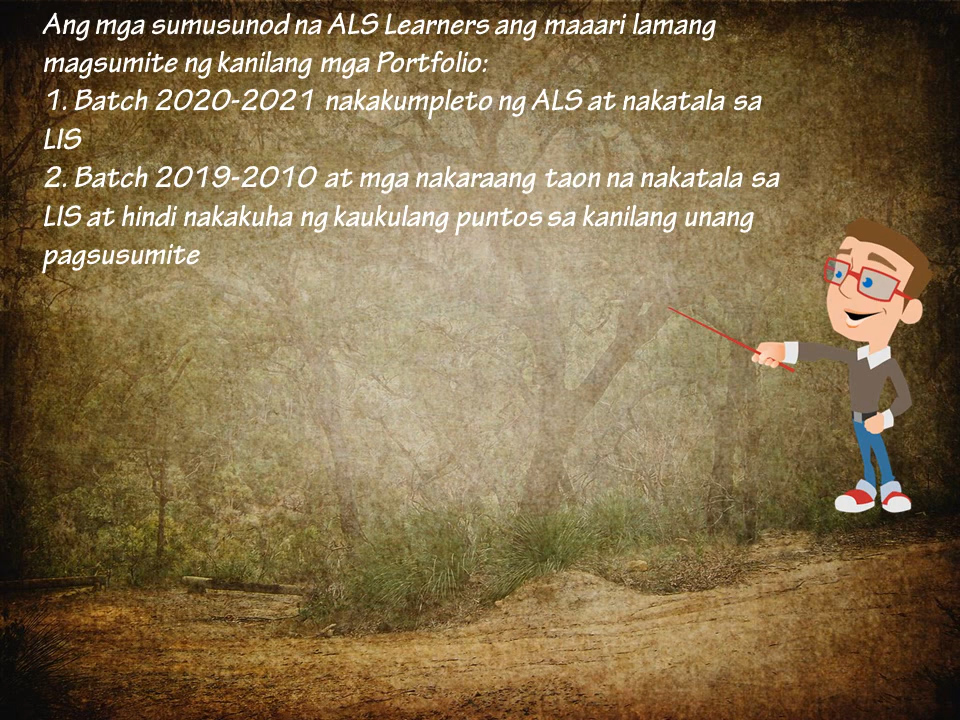 Ang mga sumusunod na ALS Learners ang maaari lamang
magsumite ng kanilang mga Portfolio:
1. Batch 2020-2021 nakakumpleto ng ALS at nakatala sa
LIS
2. Batch 2019-2010 at mga nakaraang taon na nakatala sa
LIS at hindi nakakuha ng kaukulang puntos sa kanilang unang
pagsusumite